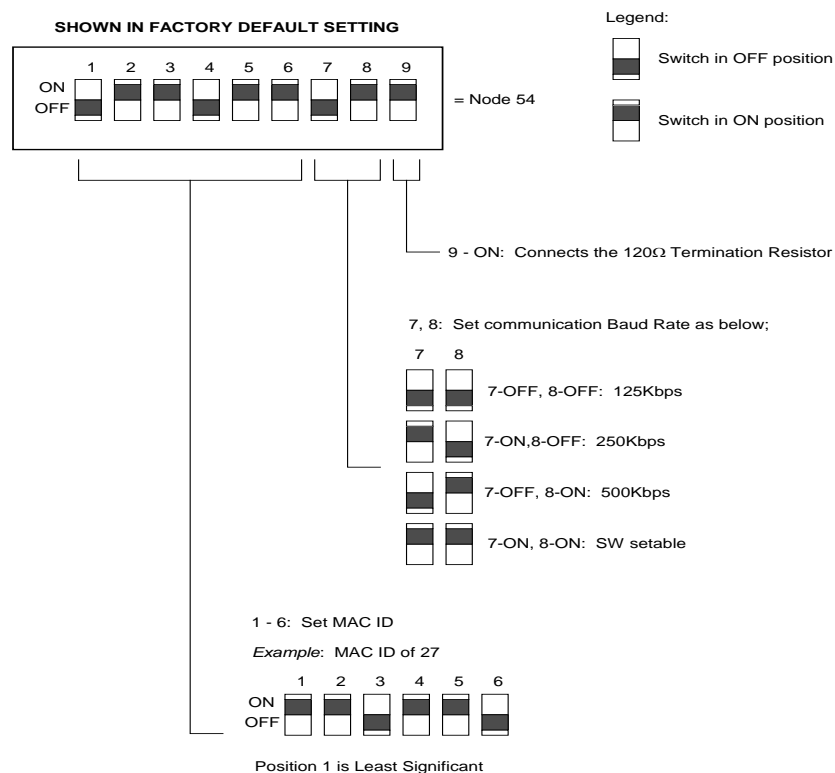 SHOWN IN FACTORY DEFAULT SETTING
Legend:
1 2 3 4 5 6 7 8 9
ON
OFF
= Node 54
Switch in OFF position
Switch in ON position
9 - ON: Connects the 120Ω Termination Resistor
7, 8: Set communication Baud Rate as below;
7 8
7-OFF, 8-OFF: 125Kbps
7-ON,8-OFF: 250Kbps
7-OFF, 8-ON: 500Kbps
7-ON, 8-ON: SW setable
1 - 6: Set MAC ID
Example: MAC ID of 27
1 2 3 4 5 6
ON
OFF
Position 1 is Least Significant